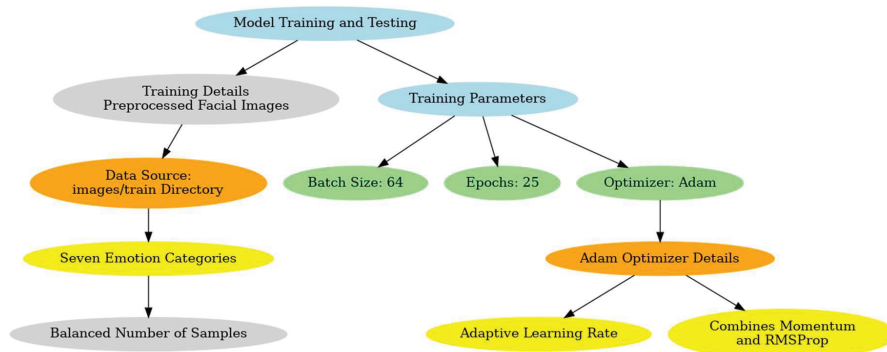 Model Training and Testing
Training Details
Preprocessed Facial Images
Training Parameters
Data Source:
images/train Directory
Batch Size: 64
Epochs: 25
Optimizer: Adam
Seven Emotion Categories
Adam Optimizer Details
Balanced Number of Samples
Adaptive Learning Rate
Combines Momentum
and RMSProp